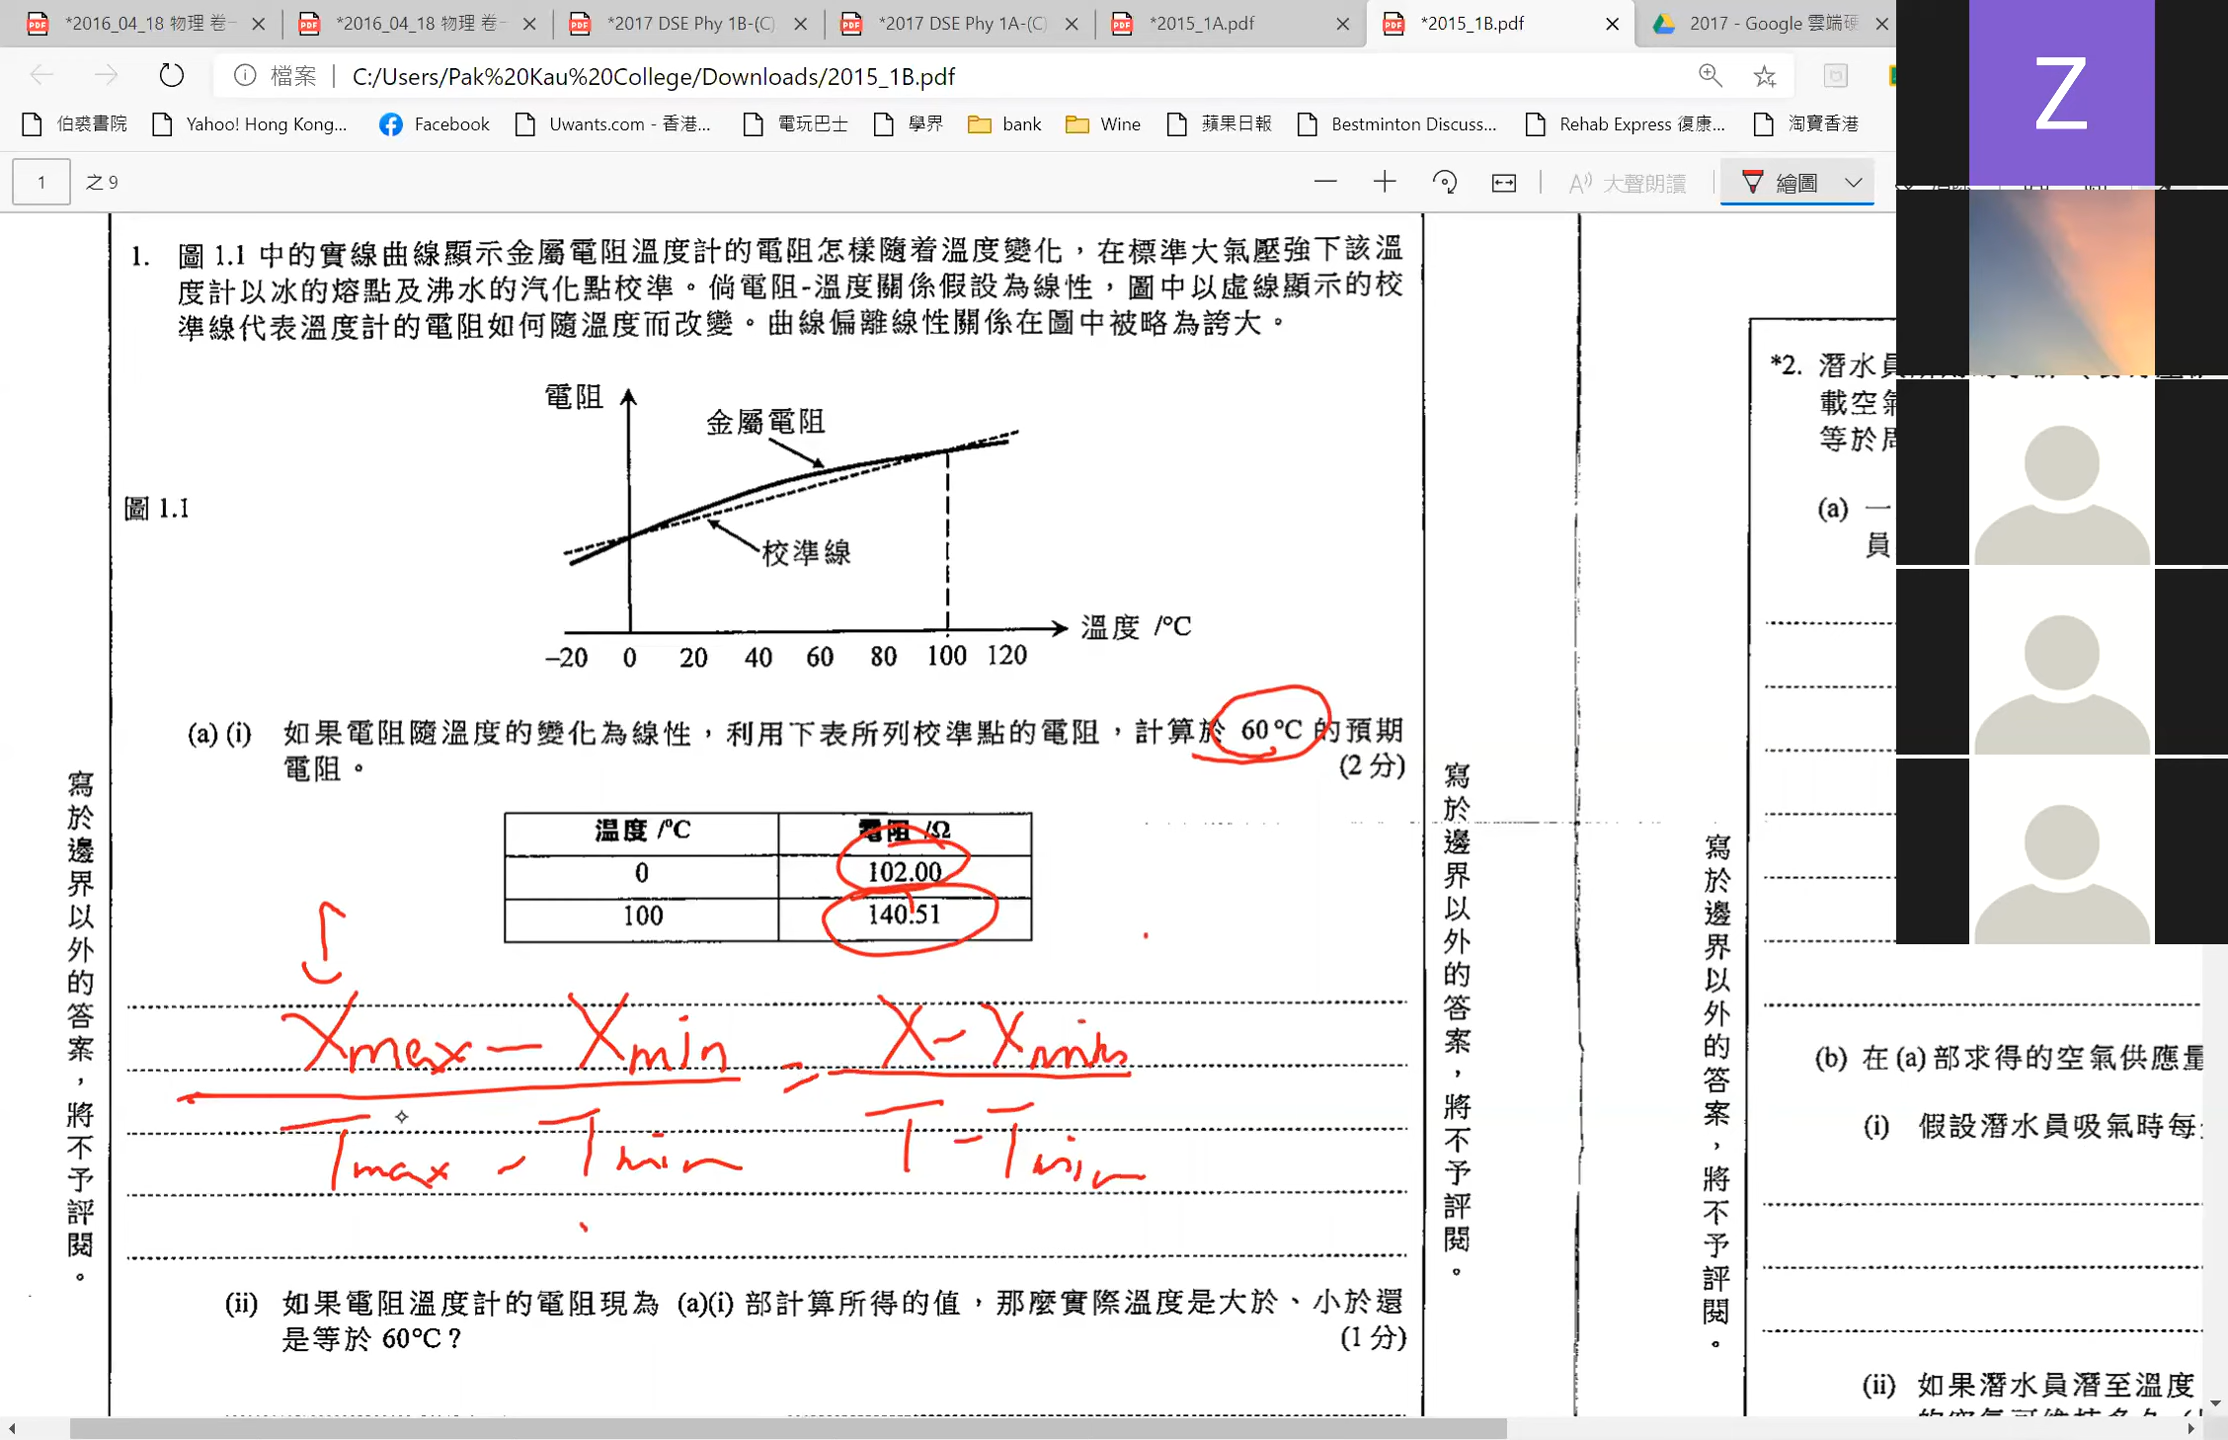 *2016_04_18 物理 卷一
*2016_04_18 物理 卷一
*2017 DSE Phy 1B-(C)
*2017 DSE Phy 1A-(C)
*2015_1A.pdf
*2015_1B.pdf
2017 - Google 雲端硬
檔案 | C:/Users/Pak%20Kau%20College/Downloads/2015_1B.pdf
伯裘書院 Yahoo! Hong Kong... Facebook Uwants.com - 香港... 電玩巴士 學界 bank Wine 蘋果日報 Bestminton Discuss... Rehab Express 復康... 淘寶香港
1 之 9 大聲朗讀 繪圖
1. 圖 1.1 中的實線曲線顯示金屬電阻溫度計的電阻怎樣隨着溫度變化，在標準大氣壓強下該溫
度計以冰的熔點及沸水的汽化點校準。倘電阻-溫度關係假設為線性，圖中以虛線顯示的校
準線代表溫度計的電阻如何隨溫度而改變。曲線偏離線性關係在圖中被略為誇大。
電阻
金屬電阻
圖 1.1
校準線
溫度 /°C
–20 0 20 40 60 80 100 120
(a) (i) 如果電阻隨溫度的變化為線性，利用下表所列校準點的電阻，計算於 60 °C 的預期
電阻。 (2 分)
溫度 /°C 電阻 /Ω
0 102.00
100 140.51
Xmax – Xmin = X – Xmin
Tmax – Tmin T – Tmin
(ii) 如果電阻溫度計的電阻現為 (a)(i) 部計算所得的值，那麼實際溫度是大於、小於還
是等於 60°C？ (1 分)
寫於邊界以外的答案，將不予評閱。
寫於邊界以外的答案，將不予評閱。
寫於邊界以外的答案，將不予評閱。
*2. 潛水員
載空氣
等於周
(a) 一
員
(b) 在 (a) 部求得的空氣供應量
(i) 假設潛水員吸氣時每
(ii) 如果潛水員潛至溫度
Z